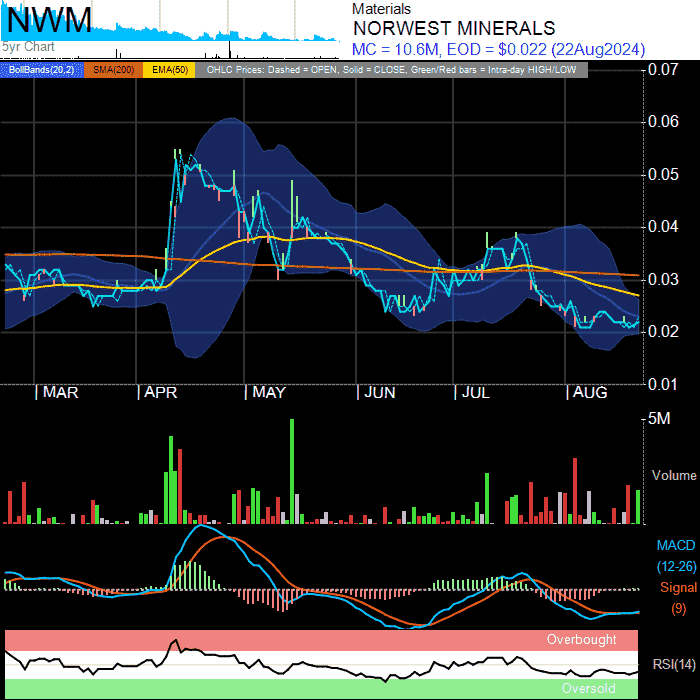 NWM
5yr Chart
Materials
NORWEST MINERALS
MC = 10.6M, EOD = $0.022 (22Aug2024)
BollBands(20,2) SMA(200) EMA(50) OHLC Prices: Dashed = OPEN, Solid = CLOSE, Green/Red bars = Intra-day HIGH/LOW
0.07
0.06
0.05
0.04
0.03
0.02
0.01
MAR APR MAY JUN JUL AUG
5M
Volume
MACD
(12-26)
Signal
(9)
Overbought
RSI(14)
Oversold